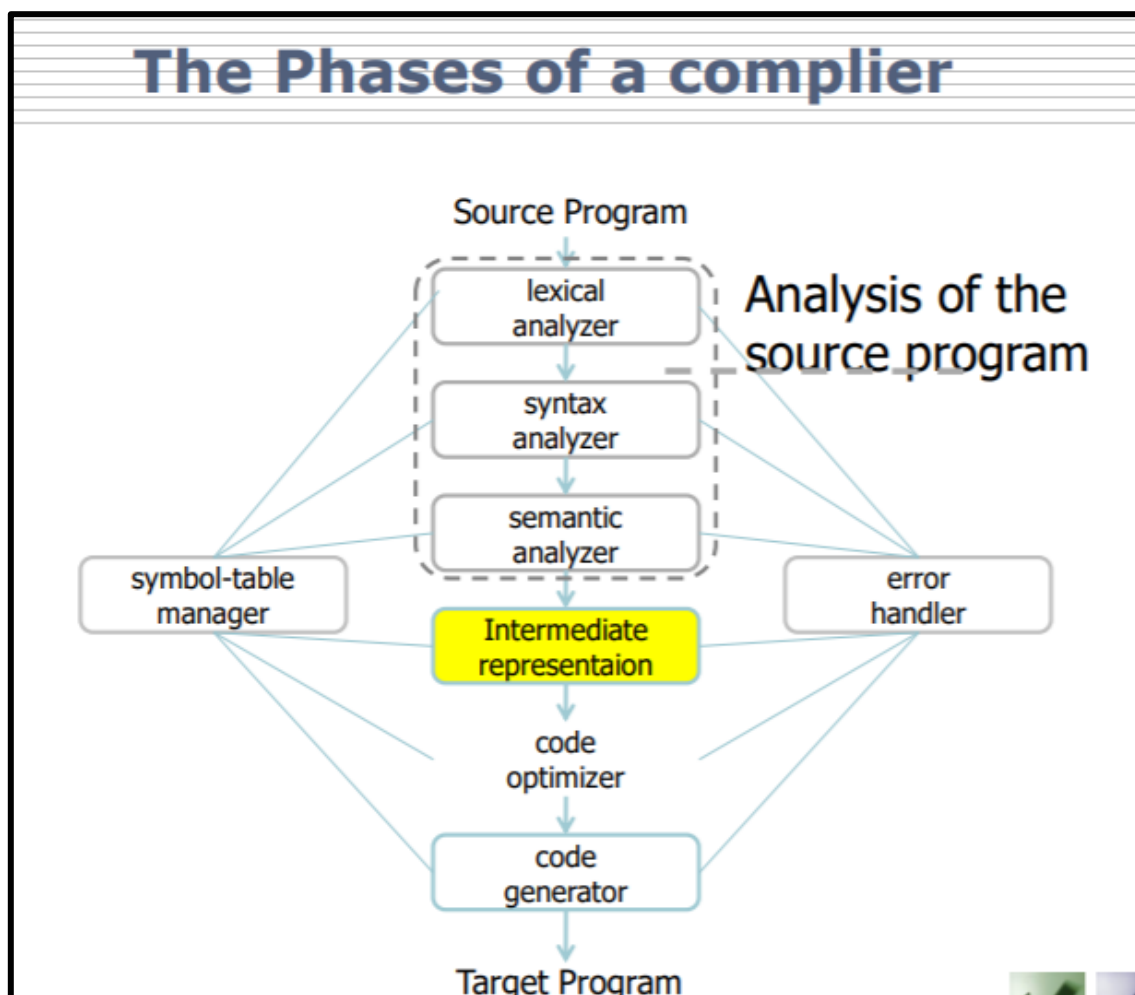 The Phases of a complier
Source Program
lexical
analyzer
Analysis of the
source program
syntax
analyzer
semantic
analyzer
symbol-table
manager
error
handler
Intermediate
representaion
code
optimizer
code
generator
Target Program